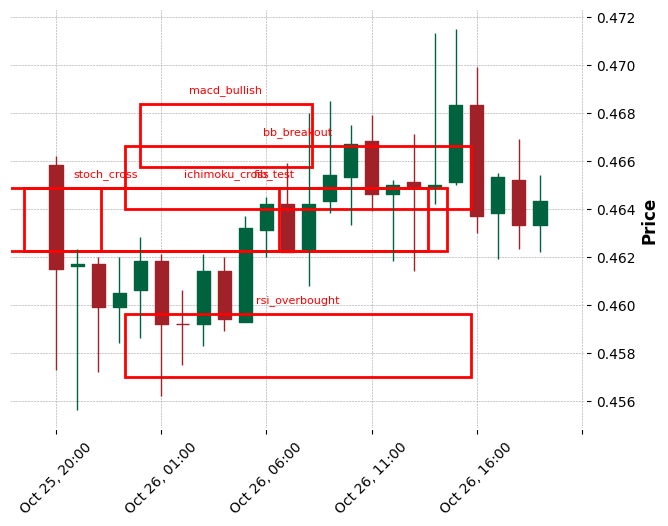 macd_bullish
bb_breakout
stoch_cross
ichimoku_cross
fib_test
rsi_overbought
0.472
0.470
0.468
0.466
0.464
0.462
0.460
0.458
0.456
Price
Oct 25, 20:00
Oct 26, 01:00
Oct 26, 06:00
Oct 26, 11:00
Oct 26, 16:00